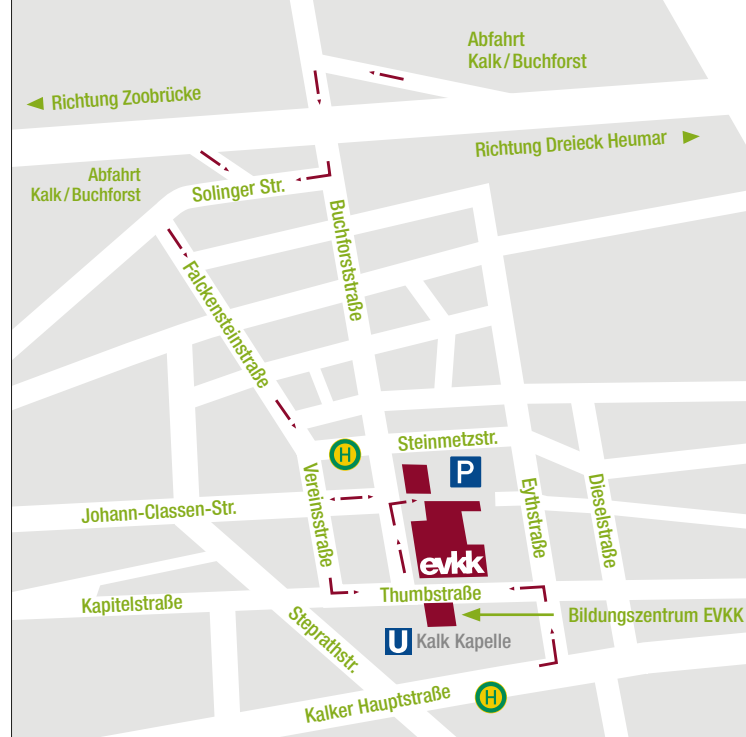 Abfahrt
Kalk / Buchforst
Richtung Zoobrücke
Richtung Dreieck Heumar
Abfahrt
Kalk / Buchforst
Solinger Str.
Buchforststraße
Falckensteinstraße
Steinmetzstr.
H
P
Vereinsstraße
Eythstraße
Dieselstraße
Johann-Classen-Str.
evkk
Thumbstraße
Kapitelstraße
Bildungszentrum EVKK
Steprathstr.
U Kalk Kapelle
Kalker Hauptstraße
H